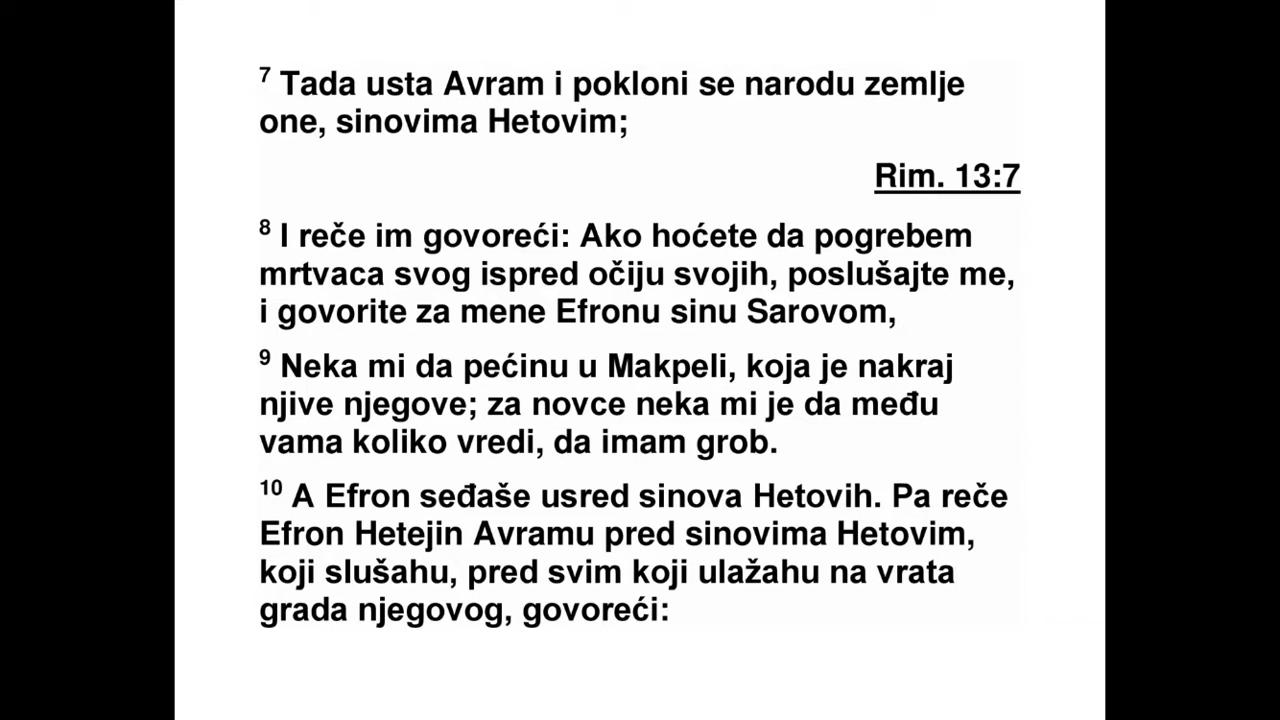 7 Tada usta Avram i pokloni se narodu zemlje
one, sinovima Hetovim;
Rim. 13:7
8 I reče im govoreći: Ako hoćete da pogrebem
mrtvaca svog ispred očiju svojih, poslušajte me,
i govorite za mene Efronu sinu Sarovom,
9 Neka mi da pećinu u Makpeli, koja je nakraj
njive njegove; za novce neka mi je da među
vama koliko vredi, da imam grob.
10 A Efron seđaše usred sinova Hetovih. Pa reče
Efron Hetejin Avramu pred sinovima Hetovim,
koji slušahu, pred svim koji ulažahu na vrata
grada njegovog, govoreći: